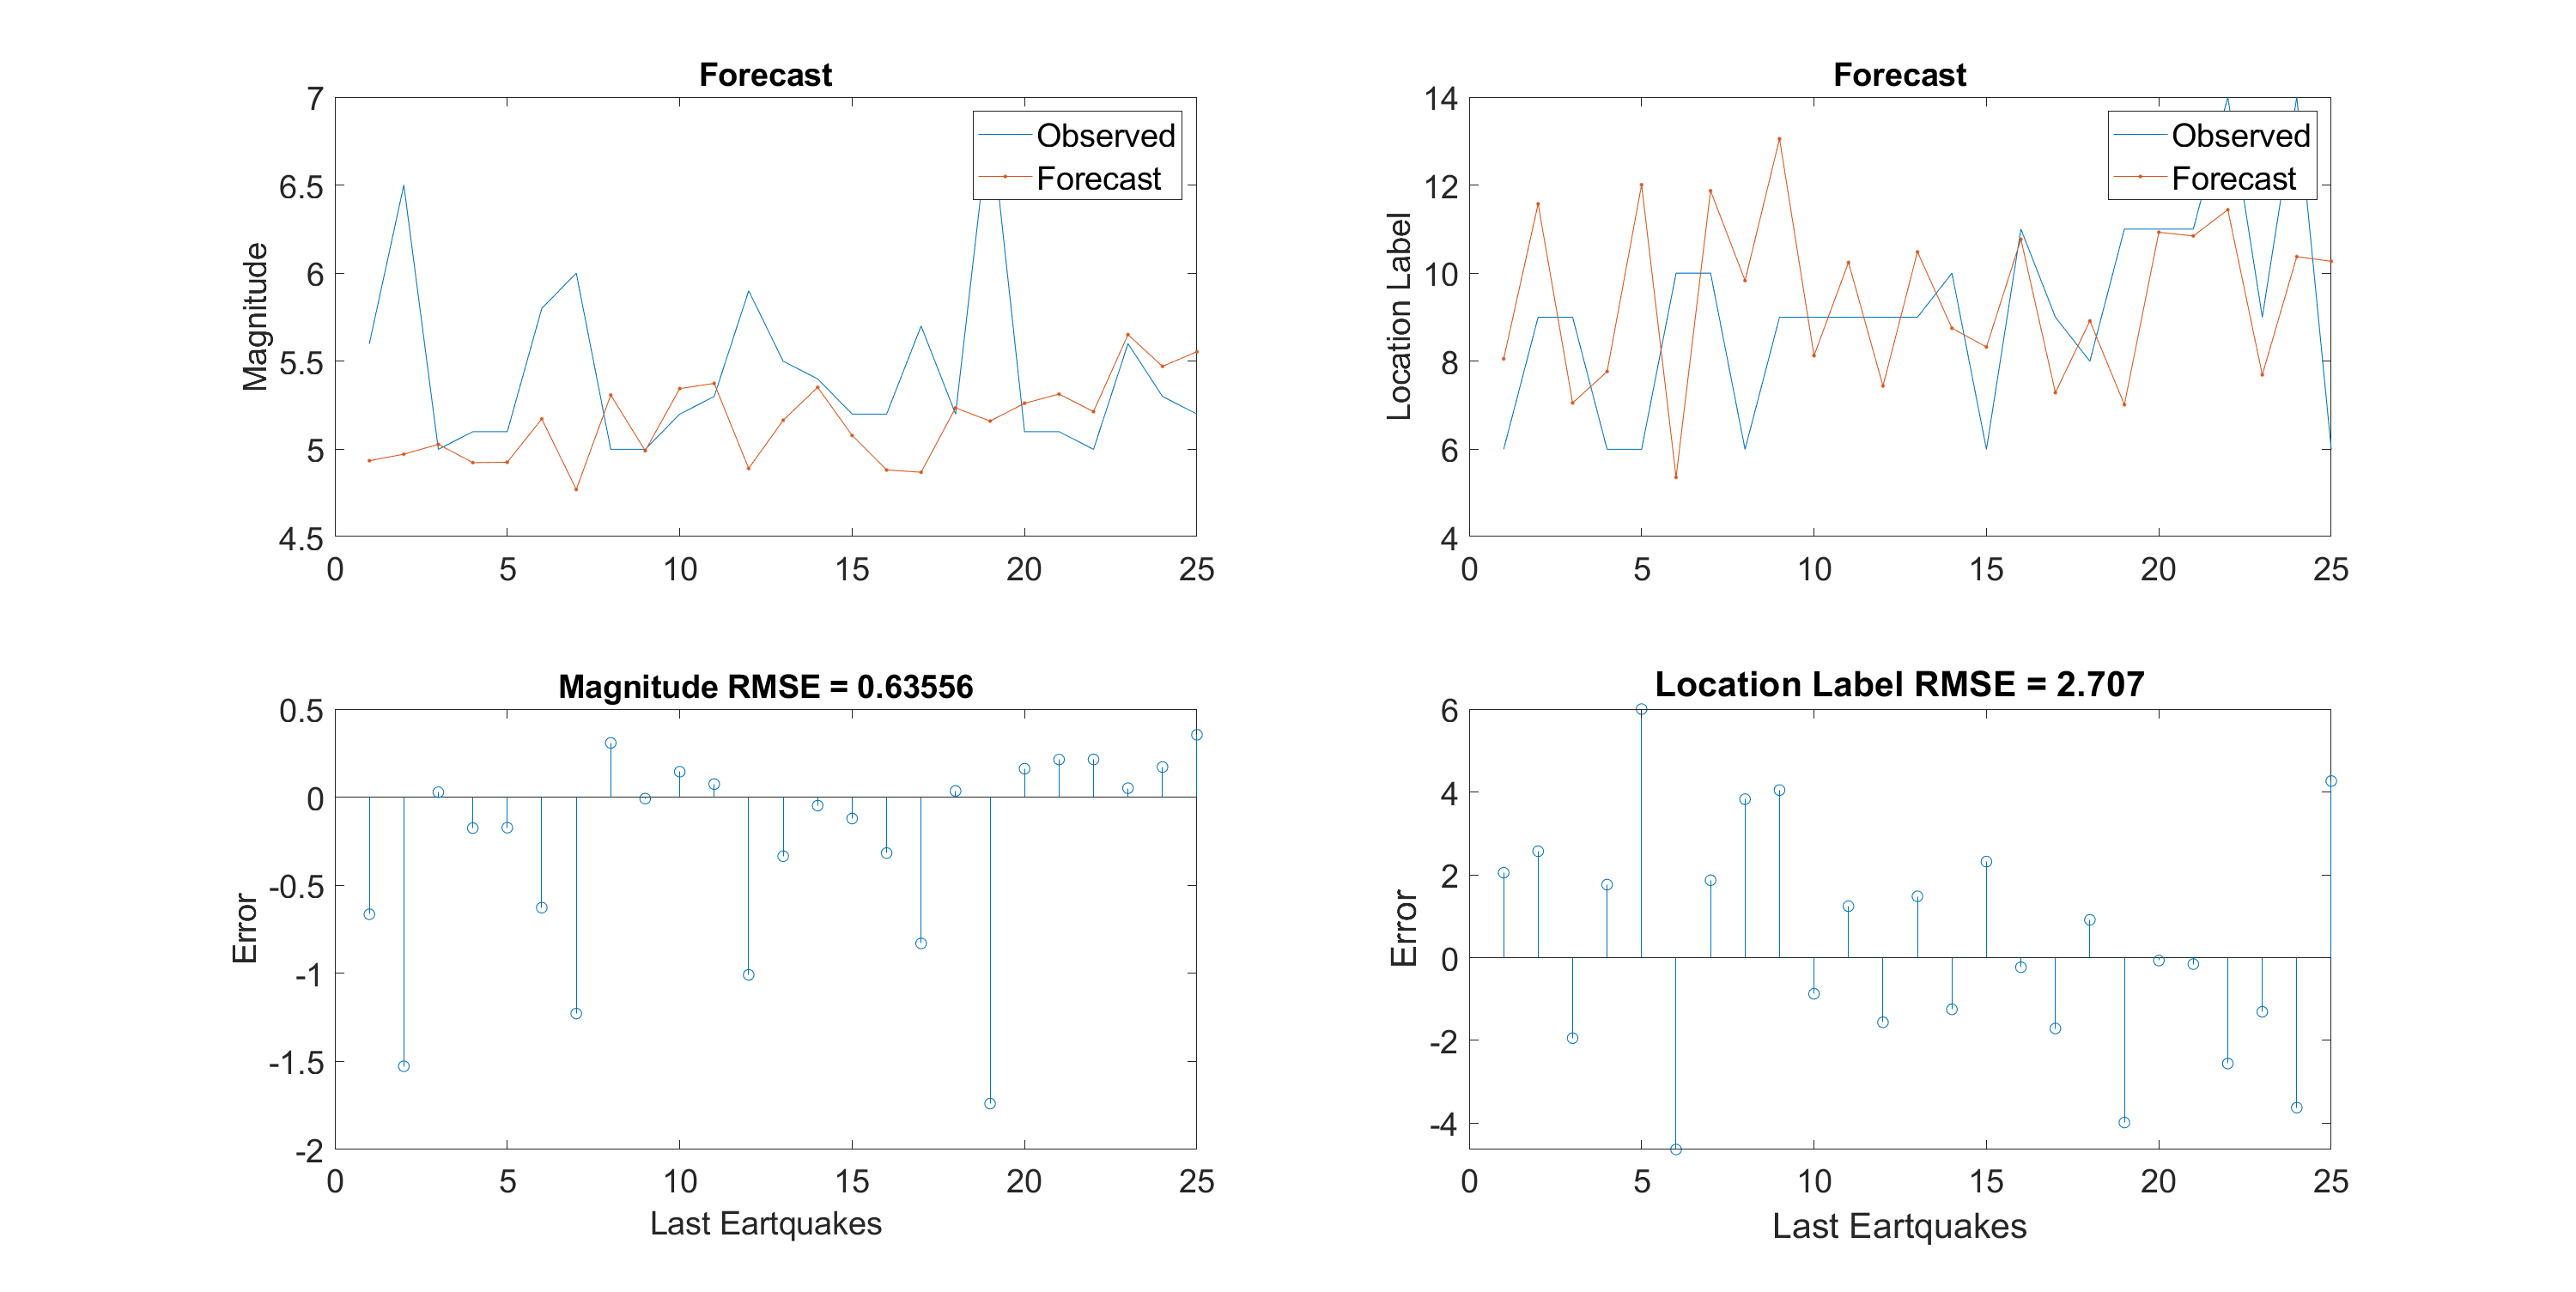 Forecast
7
6.5
6
5.5
5
4.5
Magnitude
0 5 10 15 20 25
Observed
Forecast
Forecast
14
12
10
8
6
4
Location Label
0 5 10 15 20 25
Observed
Forecast
Magnitude RMSE = 0.63556
0.5
0
-0.5
-1
-1.5
-2
Error
0 5 10 15 20 25
Last Eartquakes
Location Label RMSE = 2.707
6
4
2
0
-2
-4
Error
0 5 10 15 20 25
Last Eartquakes